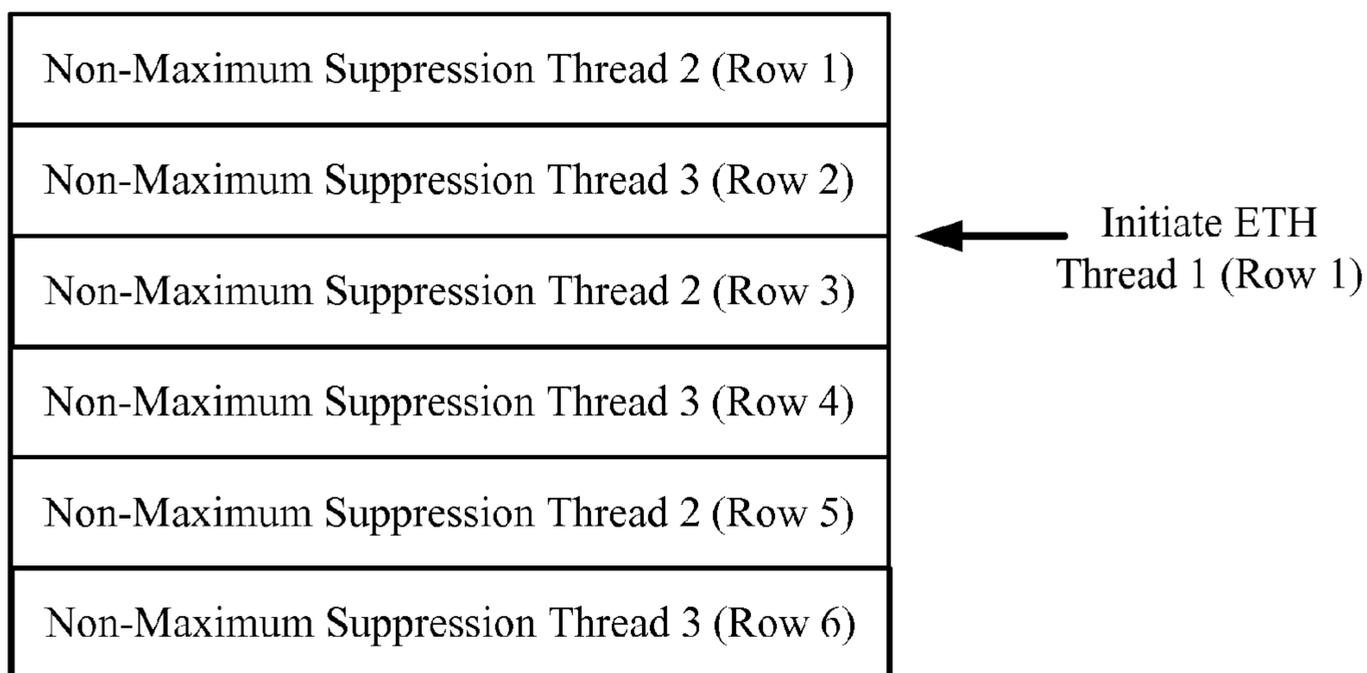 Non-Maximum Suppression Thread 2 (Row 1)
Non-Maximum Suppression Thread 3 (Row 2)
Initiate ETH
Thread 1 (Row 1)
Non-Maximum Suppression Thread 2 (Row 3)
Non-Maximum Suppression Thread 3 (Row 4)
Non-Maximum Suppression Thread 2 (Row 5)
Non-Maximum Suppression Thread 3 (Row 6)